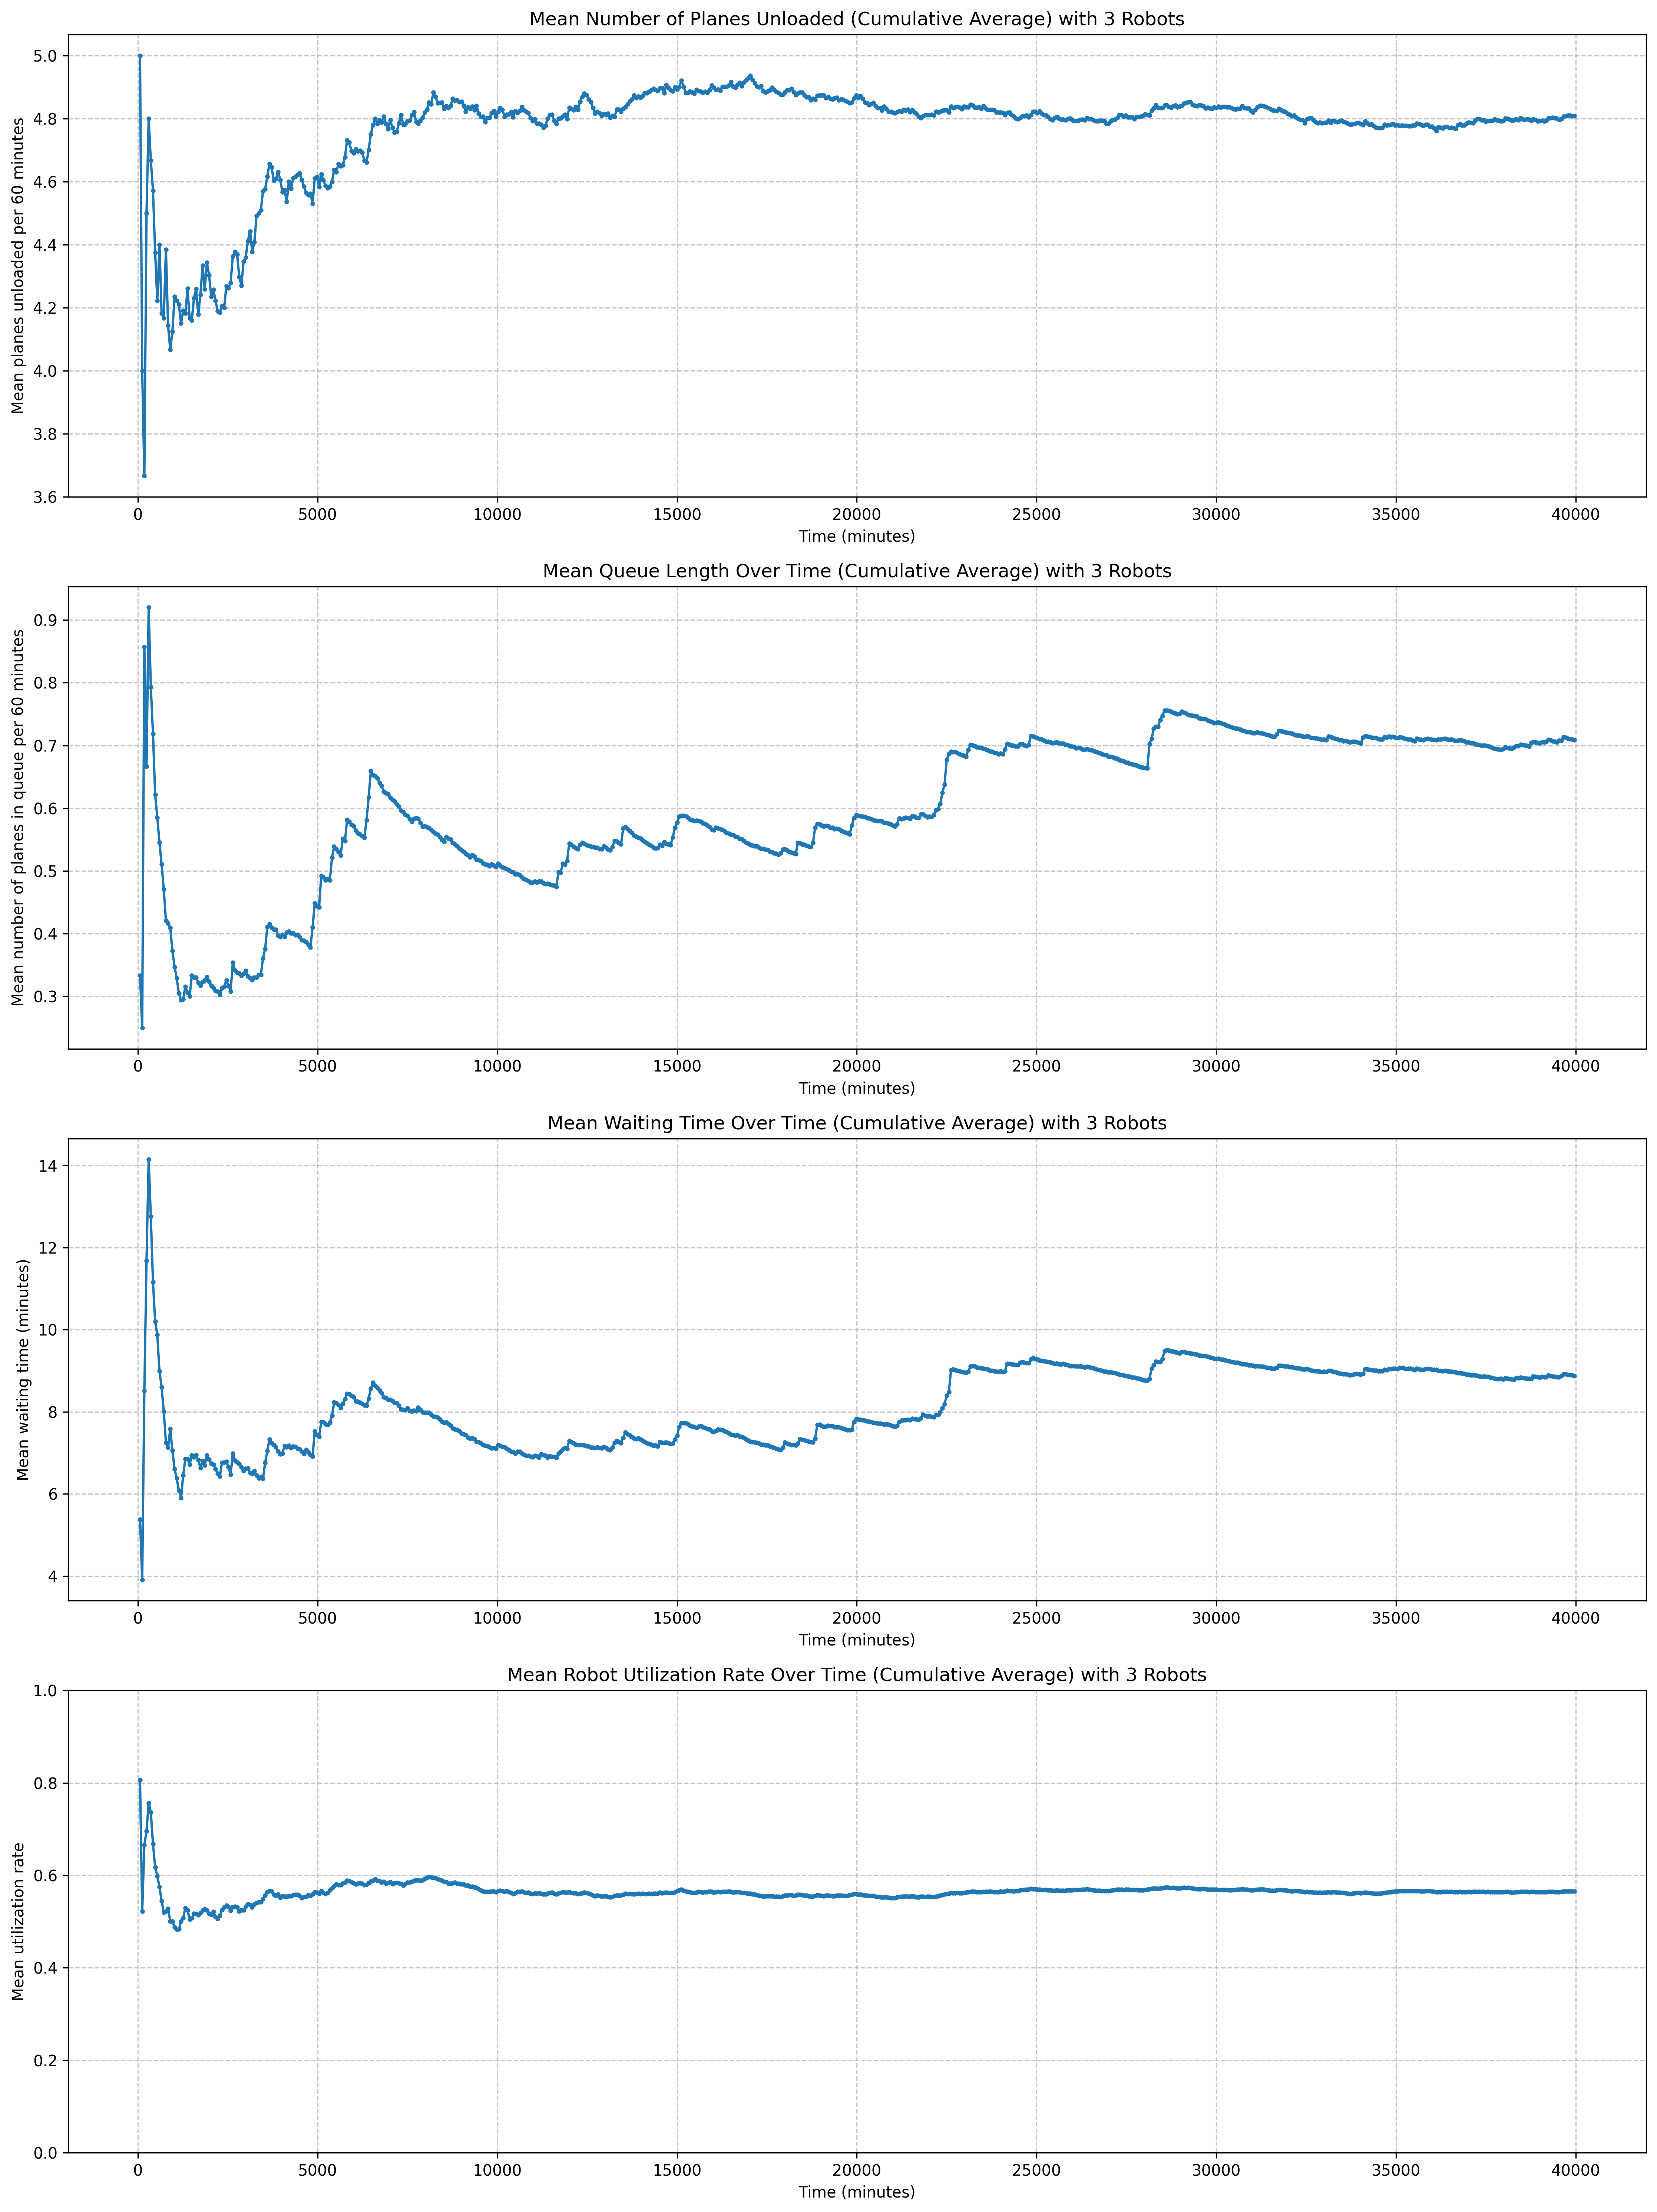 Mean Number of Planes Unloaded (Cumulative Average) with 3 Robots
Mean planes unloaded per 60 minutes
5.0
4.8
4.6
4.4
4.2
4.0
3.8
3.6
0 5000 10000 15000 20000 25000 30000 35000 40000
Time (minutes)
Mean Queue Length Over Time (Cumulative Average) with 3 Robots
Mean number of planes in queue per 60 minutes
0.9
0.8
0.7
0.6
0.5
0.4
0.3
0 5000 10000 15000 20000 25000 30000 35000 40000
Time (minutes)
Mean Waiting Time Over Time (Cumulative Average) with 3 Robots
Mean waiting time (minutes)
14
12
10
8
6
4
0 5000 10000 15000 20000 25000 30000 35000 40000
Time (minutes)
Mean Robot Utilization Rate Over Time (Cumulative Average) with 3 Robots
Mean utilization rate
1.0
0.8
0.6
0.4
0.2
0.0
0 5000 10000 15000 20000 25000 30000 35000 40000
Time (minutes)